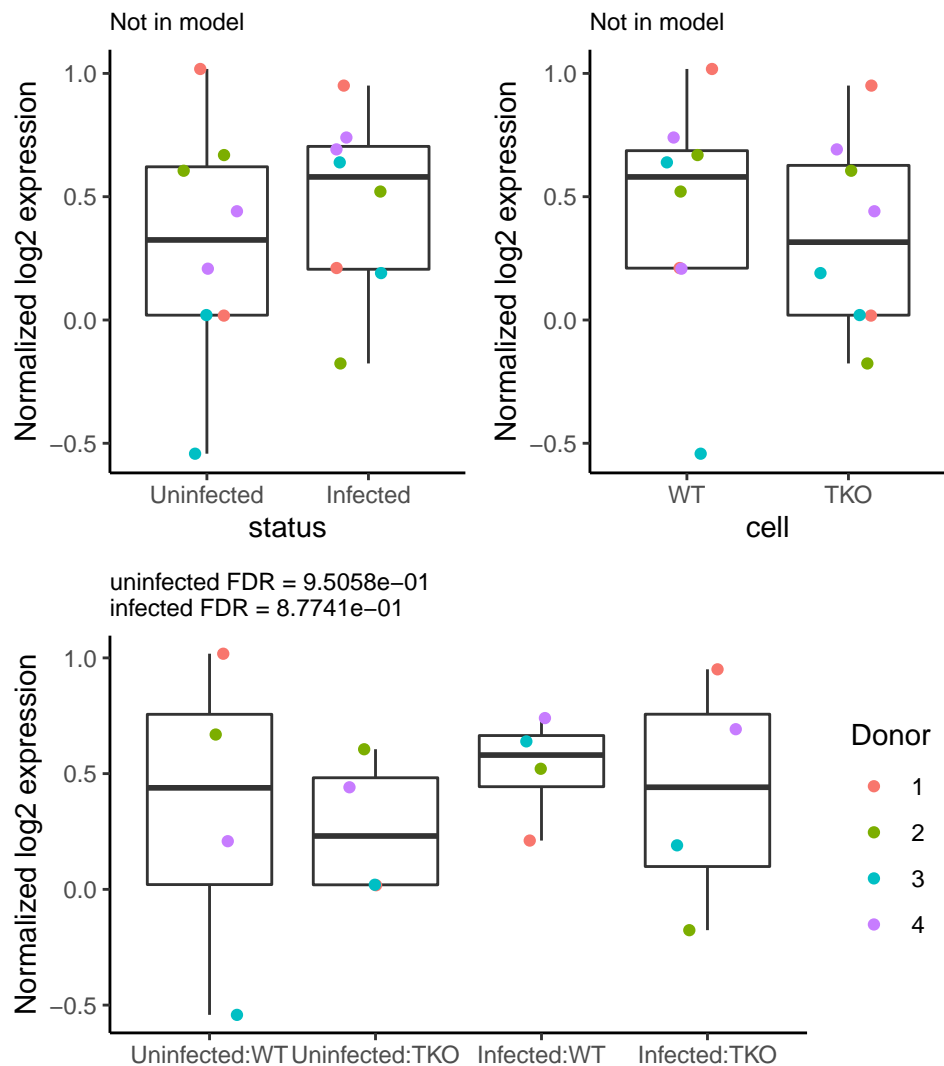 Not in model
Normalized log2 expression
1.0
0.5
0.0
−0.5
Uninfected Infected
status
Not in model
Normalized log2 expression
1.0
0.5
0.0
−0.5
WT TKO
cell
uninfected FDR = 9.5058e−01
infected FDR = 8.7741e−01
Normalized log2 expression
1.0
0.5
0.0
−0.5
Uninfected:WT Uninfected:TKO Infected:WT Infected:TKO
Donor
1
2
3
4